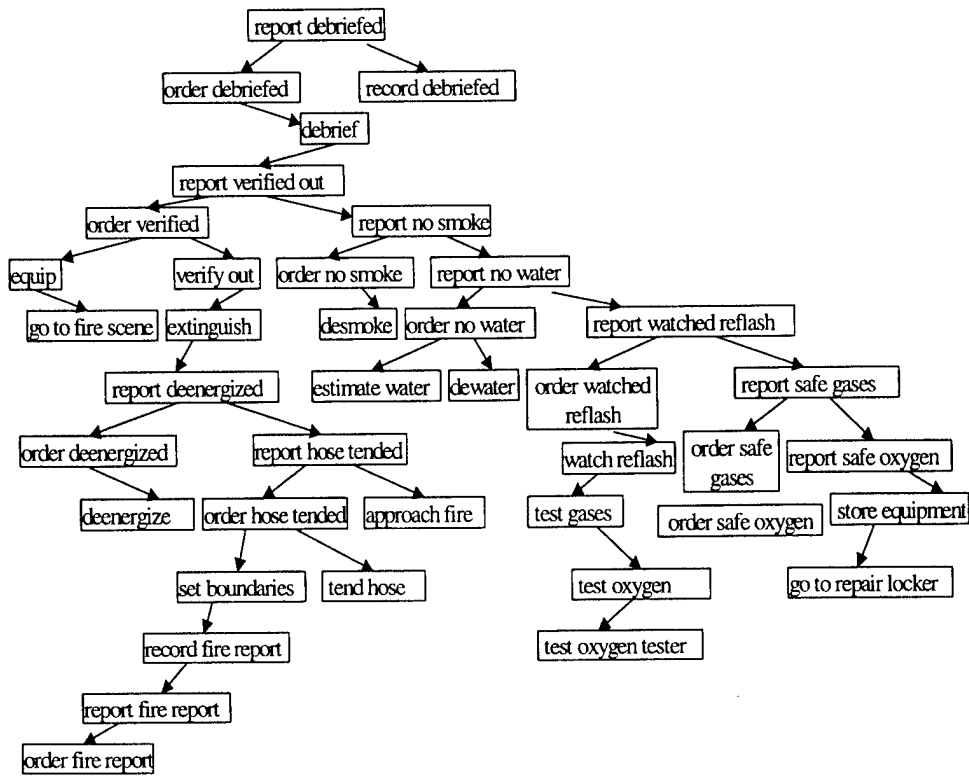 report debriefed
order debriefed
record debriefed
debrief
report verified out
order verified
report no smoke
equip
verify out
order no smoke
report no water
go to fire scene
extinguish
desmoke
order no water
report watched reflash
report deenergized
estimate water
dewater
order watched
reflash
report safe gases
order deenergized
report hose tended
watch reflash
order safe
gases
report safe oxygen
deenergize
order hose tended
approach fire
test gases
order safe oxygen
store equipment
set boundaries
tend hose
test oxygen
go to repair locker
record fire report
test oxygen tester
report fire report
order fire report